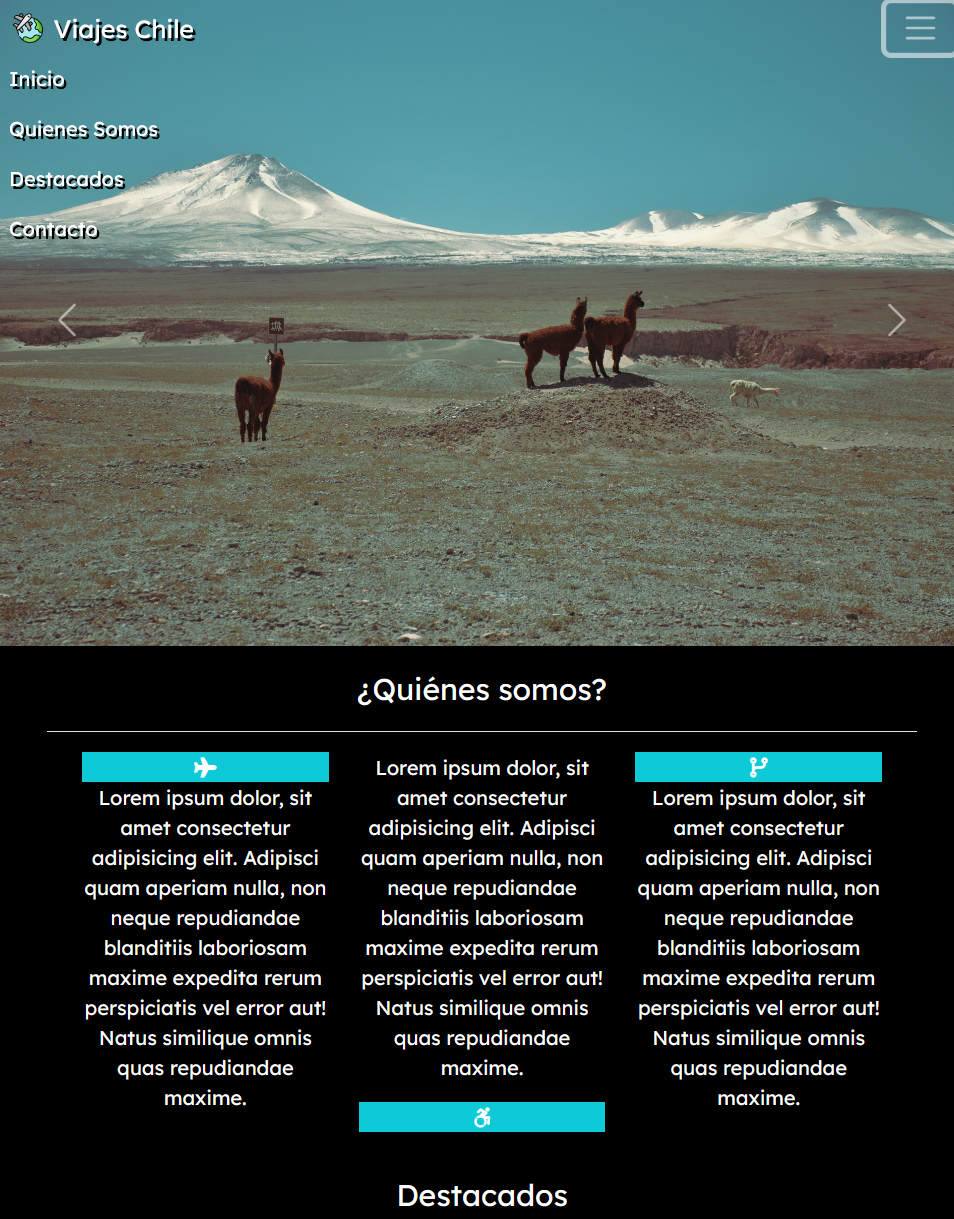 Viajes Chile
Inicio
Quienes Somos
Destacados
Contacto
¿Quiénes somos?
Lorem ipsum dolor, sit
amet consectetur
adipisicing elit. Adipisci
quam aperiam nulla, non
neque repudiandae
blanditiis laboriosam
maxime expedita rerum
perspiciatis vel error aut!
Natus similique omnis
quas repudiandae
maxime.
Lorem ipsum dolor, sit
amet consectetur
adipisicing elit. Adipisci
quam aperiam nulla, non
neque repudiandae
blanditiis laboriosam
maxime expedita rerum
perspiciatis vel error aut!
Natus similique omnis
quas repudiandae
maxime.
Lorem ipsum dolor, sit
amet consectetur
adipisicing elit. Adipisci
quam aperiam nulla, non
neque repudiandae
blanditiis laboriosam
maxime expedita rerum
perspiciatis vel error aut!
Natus similique omnis
quas repudiandae
maxime.
Destacados